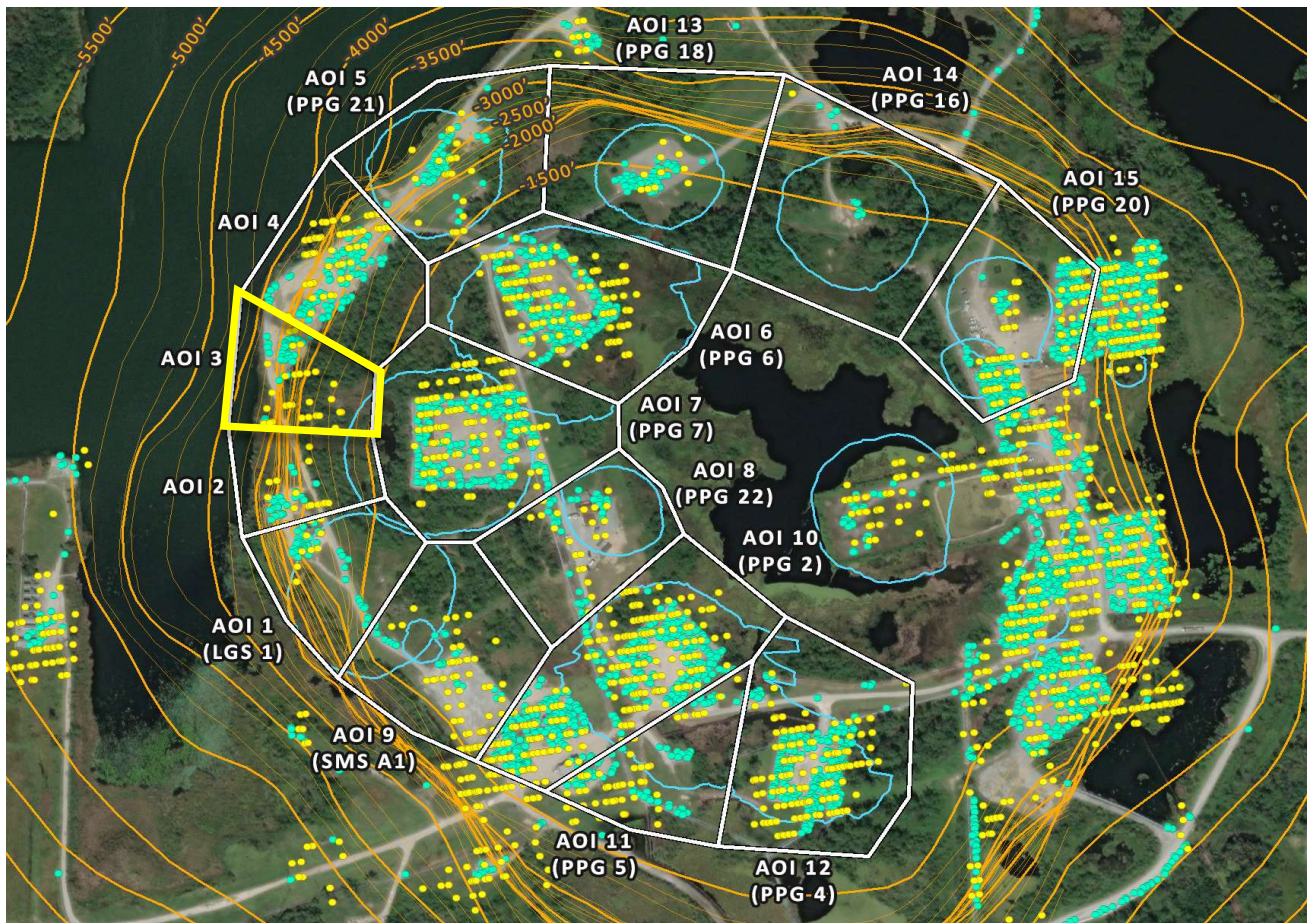 -5500'
-5000'
-4500'
-4000'
-3500'
-3000'
-2500'
-2000'
-1500'
AOI 13
(PPG 18)
AOI 5
(PPG 21)
AOI 14
(PPG 16)
AOI 15
(PPG 20)
AOI 4
AOI 3
AOI 6
(PPG 6)
AOI 7
(PPG 7)
AOI 2
AOI 8
(PPG 22)
AOI 10
(PPG 2)
AOI 1
(LGS 1)
AOI 9
(SMS A1)
AOI 11
(PPG 5)
AOI 12
(PPG 4)